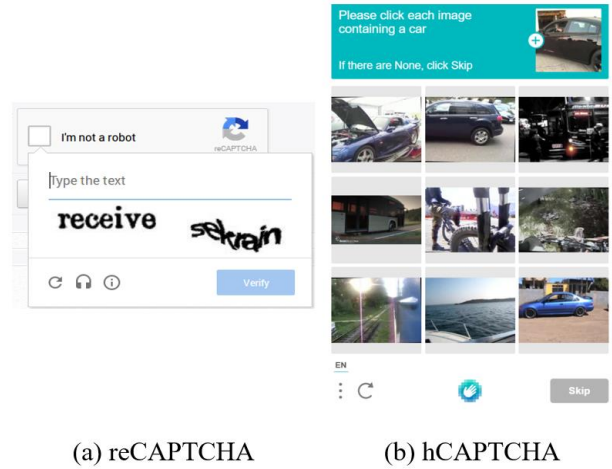 Please click each image
containing a car
If there are None, click Skip
I'm not a robot
reCAPTCHA
Type the text
receive sekrain
Verify
EN
Skip
(a) reCAPTCHA (b) hCAPTCHA